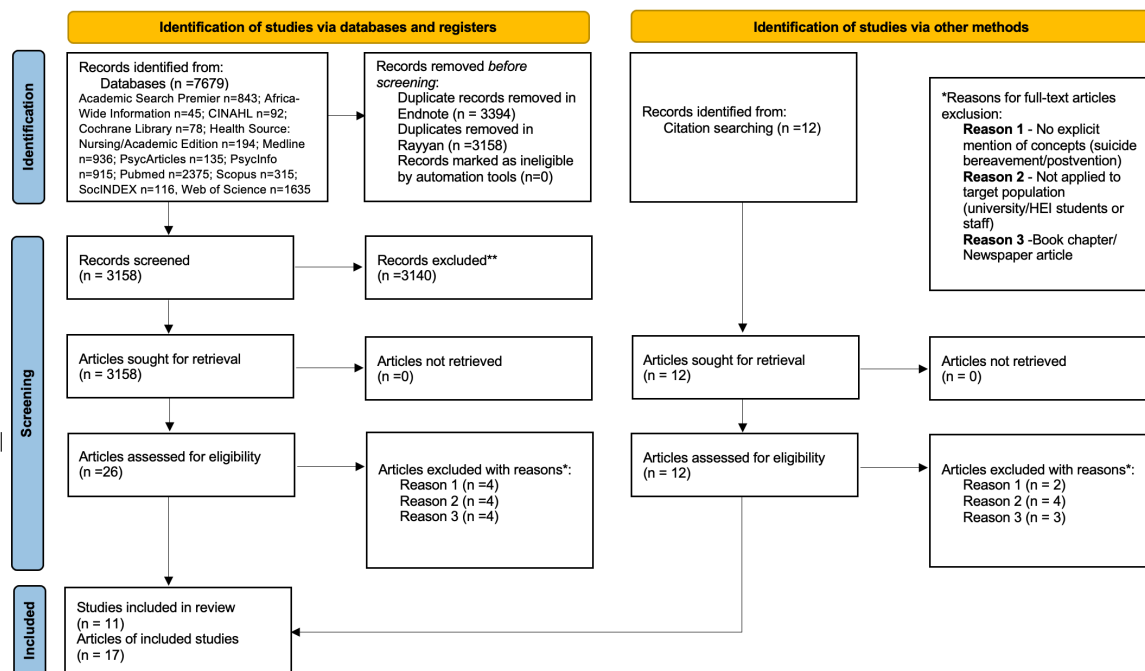 Identification of studies via databases and registers
Identification of studies via other methods
Identification
Records identified from:
Databases (n =7679)
Academic Search Premier n=843; Africa-
Wide Information n=45; CINAHL n=92;
Cochrane Library n=78; Health Source:
Nursing/Academic Edition n=194; Medline
n=936; PsycArticles n=135; PsycInfo
n=915; Pubmed n=2375; Scopus n=315;
SocINDEX n=116, Web of Science n=1635
Records removed before
screening:
Duplicate records removed in
Endnote (n = 3394)
Duplicates removed in
Rayyan (n =3158)
Records marked as ineligible
by automation tools (n=0)
Records identified from:
Citation searching (n =12)
*Reasons for full-text articles
exclusion:
Reason 1 - No explicit
mention of concepts (suicide
bereavement/postvention)
Reason 2 - Not applied to
target population
(university/HEI students or
staff)
Reason 3 -Book chapter/
Newspaper article
Screening
Records screened
(n = 3158)
Records excluded**
(n =3140)
Articles sought for retrieval
(n = 3158)
Articles not retrieved
(n =0)
Articles sought for retrieval
(n = 12)
Articles not retrieved
(n = 0)
Articles assessed for eligibility
(n =26)
Articles excluded with reasons*:
Reason 1 (n =4)
Reason 2 (n =4)
Reason 3 (n =4)
Articles assessed for eligibility
(n = 12)
Articles excluded with reasons*:
Reason 1 (n = 2)
Reason 2 (n = 4)
Reason 3 (n = 3)
Included
Studies included in review
(n = 11)
Articles of included studies
(n = 17)